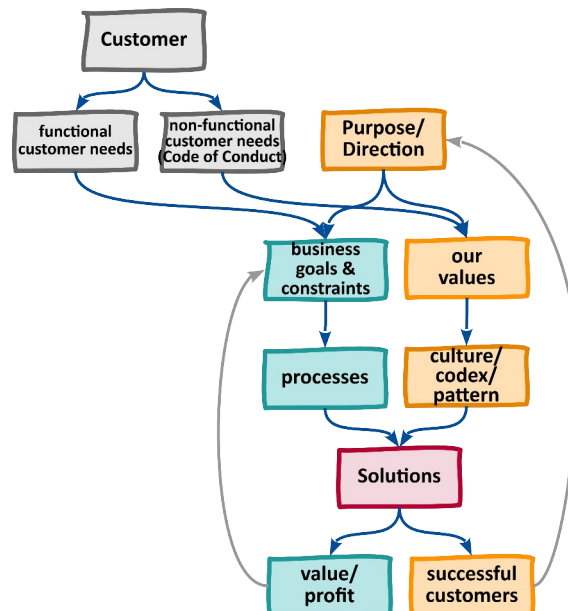 Customer
functional
customer needs
non-functional
customer needs
(Code of Conduct)
Purpose/
Direction
business
goals &
constraints
our
values
processes
culture/
codex/
pattern
Solutions
value/
profit
successful
customers